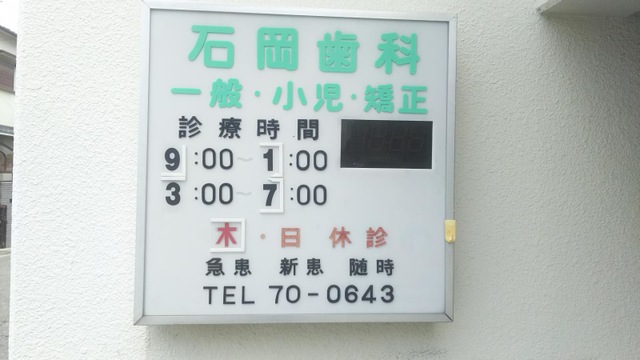 石岡歯科
一般・小児・矯正
診療時間
9:00～1:00
3:00～7:00
木・日 休診
急患 新患 随時
TEL 70-0643